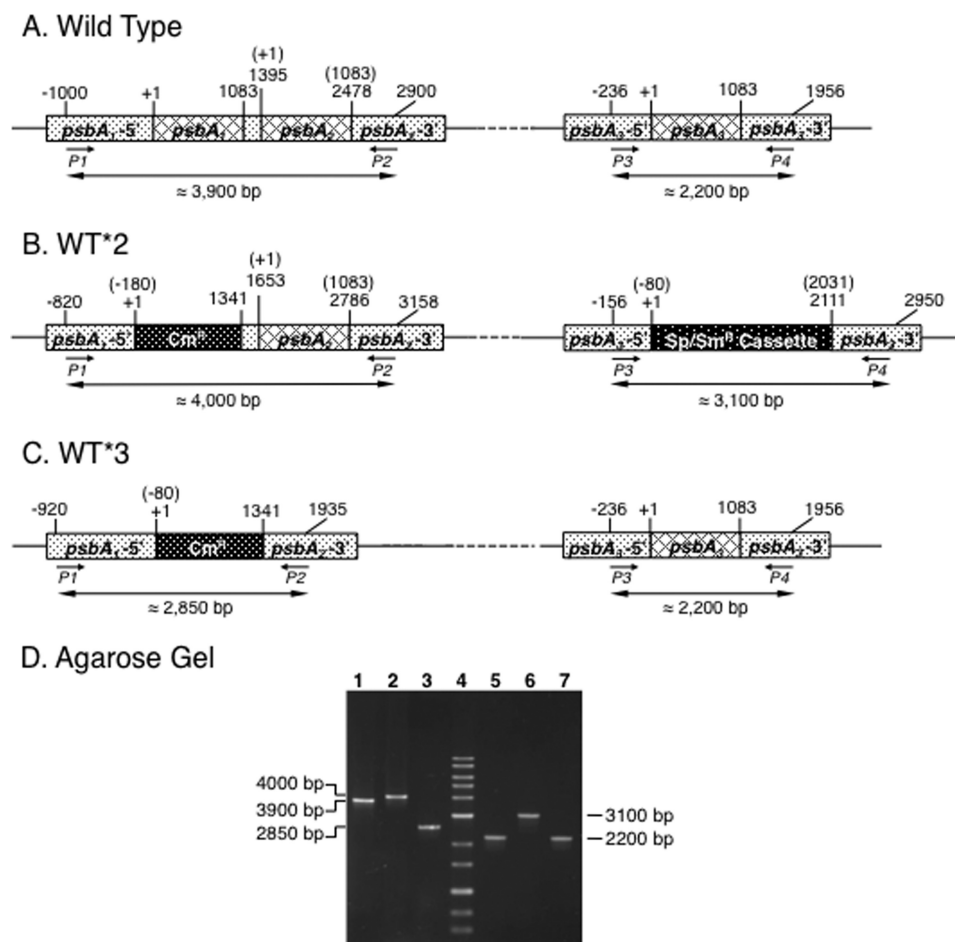 A. Wild Type
(+1)
-1000 +1 1083 1395 (1083) 2478 2900 -236 +1 1083 1956
psbA1-5' psbA1 psbA2 psbA2-3' psbA3-5' psbA3 psbA3-3'
P1 P2 P3 P4
≈ 3,900 bp ≈ 2,200 bp
B. WT*2
(+1)
(-180) (1083) (-80) (2031)
-820 +1 1341 1653 2786 3158 -156 +1 2111 2950
psbA1-5' CmR psbA2 psbA2-3' psbA3-5' Sp/SmR Cassette psbA3-3'
P1 P2 P3 P4
≈ 4,000 bp ≈ 3,100 bp
C. WT*3
(-80)
-920 +1 1341 1935 -236 +1 1083 1956
psbA1-5' CmR psbA2-3' psbA3-5' psbA3 psbA3-3'
P1 P2 P3 P4
≈ 2,850 bp ≈ 2,200 bp
D. Agarose Gel
1 2 3 4 5 6 7
4000 bp
3900 bp
2850 bp
3100 bp
2200 bp